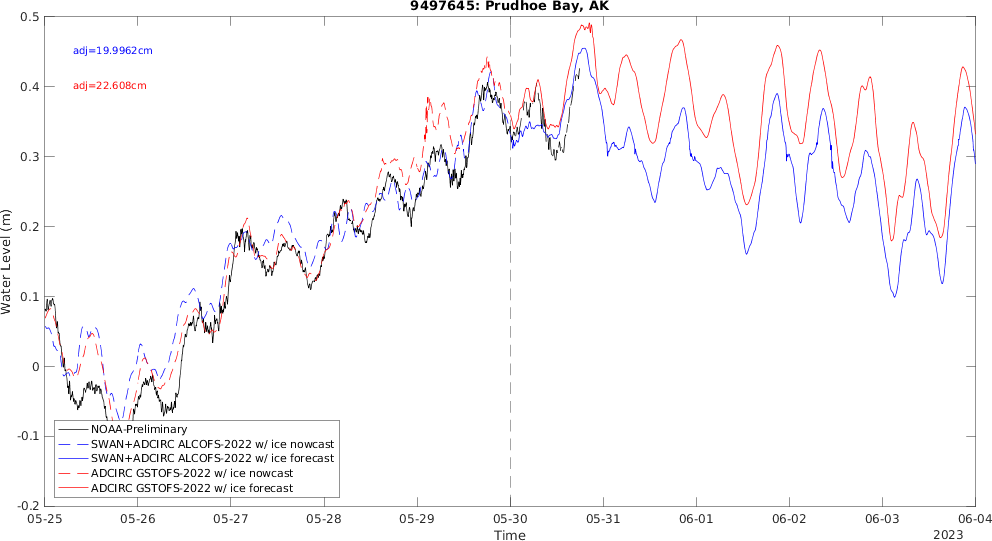 9497645: Prudhoe Bay, AK
adj=19.9962cm
adj=22.608cm
Water Level (m)
0.5
0.4
0.3
0.2
0.1
0
-0.1
-0.2
NOAA-Preliminary
SWAN+ADCIRC ALCOFS-2022 w/ ice nowcast
SWAN+ADCIRC ALCOFS-2022 w/ ice forecast
ADCIRC GSTOFS-2022 w/ ice nowcast
ADCIRC GSTOFS-2022 w/ ice forecast
05-25 05-26 05-27 05-28 05-29 05-30 05-31 06-01 06-02 06-03 06-04
Time
2023